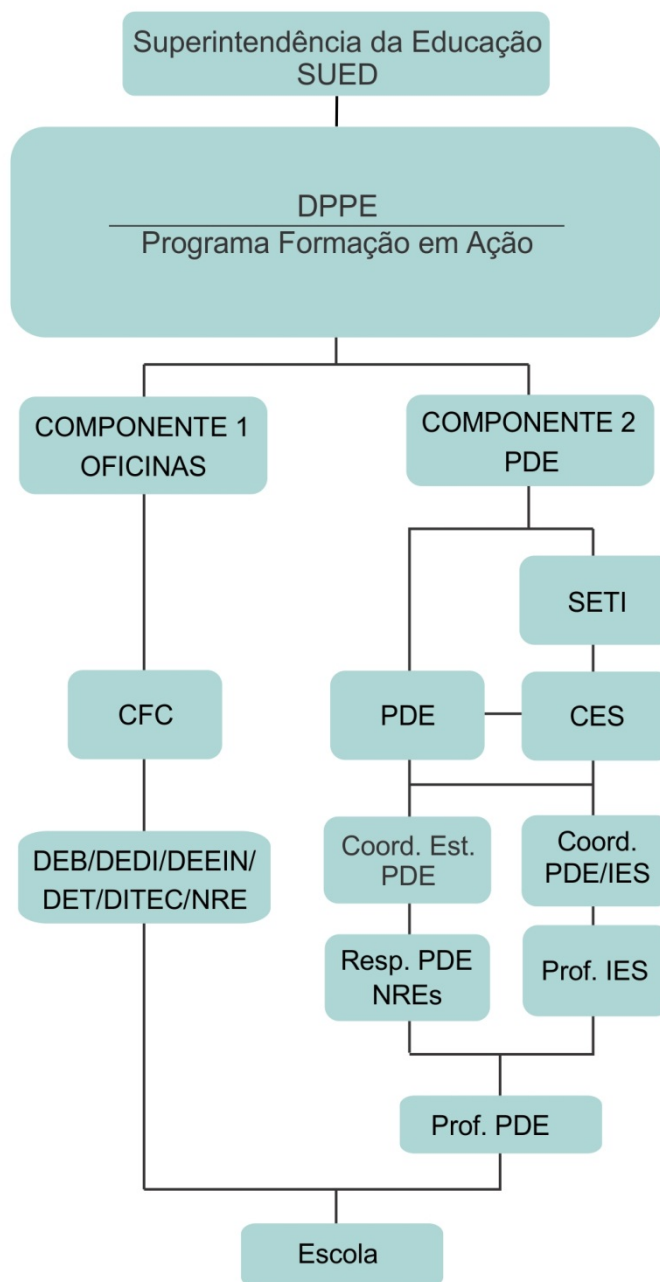 Superintendência da Educação
SUED
DPPE
Programa Formação em Ação
COMPONENTE 1
OFICINAS
COMPONENTE 2
PDE
SETI
CFC
PDE
CES
DEB/DEDI/DEEIN/
DET/DITEC/NRE
Coord. Est.
PDE
Coord.
PDE/IES
Resp. PDE
NREs
Prof. IES
Prof. PDE
Escola